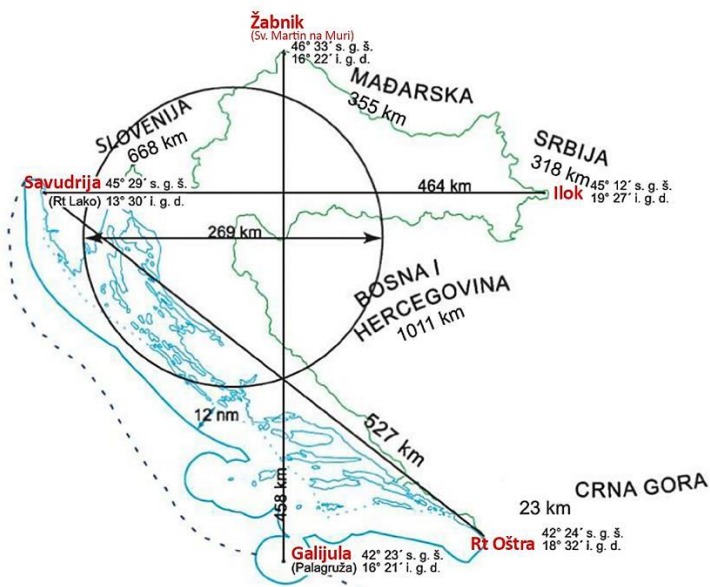 Žabnik
(Sv. Martin na Muri)
46° 33´ s. g. š.
16° 22´ i. g. d.
MAĐARSKA
355 km
SLOVENIJA
668 km
SRBIJA
318 km
Savudrija 45° 29´ s. g. š.
(Rt Lako) 13° 30´ i. g. d.
464 km
Ilok 45° 12´ s. g. š.
19° 27´ i. g. d.
269 km
BOSNA I
HERCEGOVINA
1011 km
12 nm
527 km
458 km
CRNA GORA
23 km
Rt Oštra 42° 24´ s. g. š.
18° 32´ i. g. d.
Galijula 42° 23´ s. g. š.
(Palagruža) 16° 21´ i. g. d.